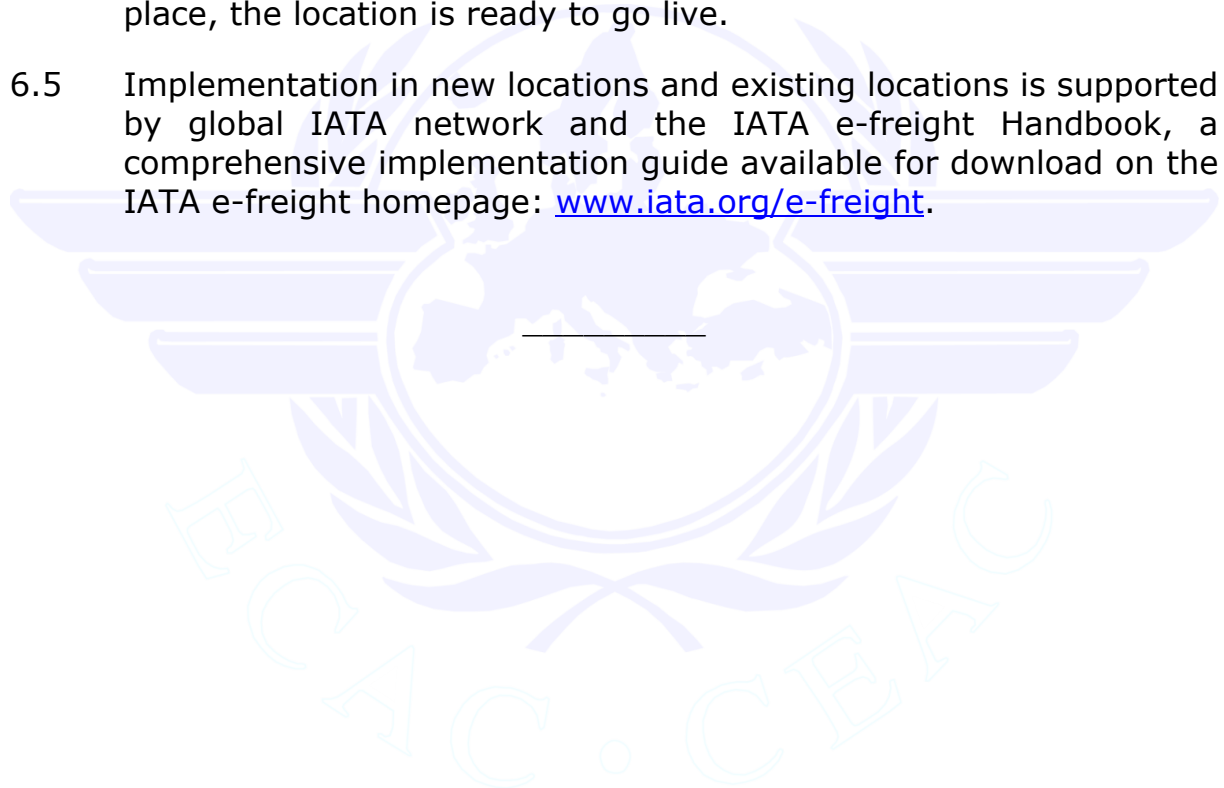 place, the location is ready to go live.
6.5 Implementation in new locations and existing locations is supported
by global IATA network and the IATA e-freight Handbook, a
comprehensive implementation guide available for download on the
IATA e-freight homepage: www.iata.org/e-freight.
ECAC · CEAC